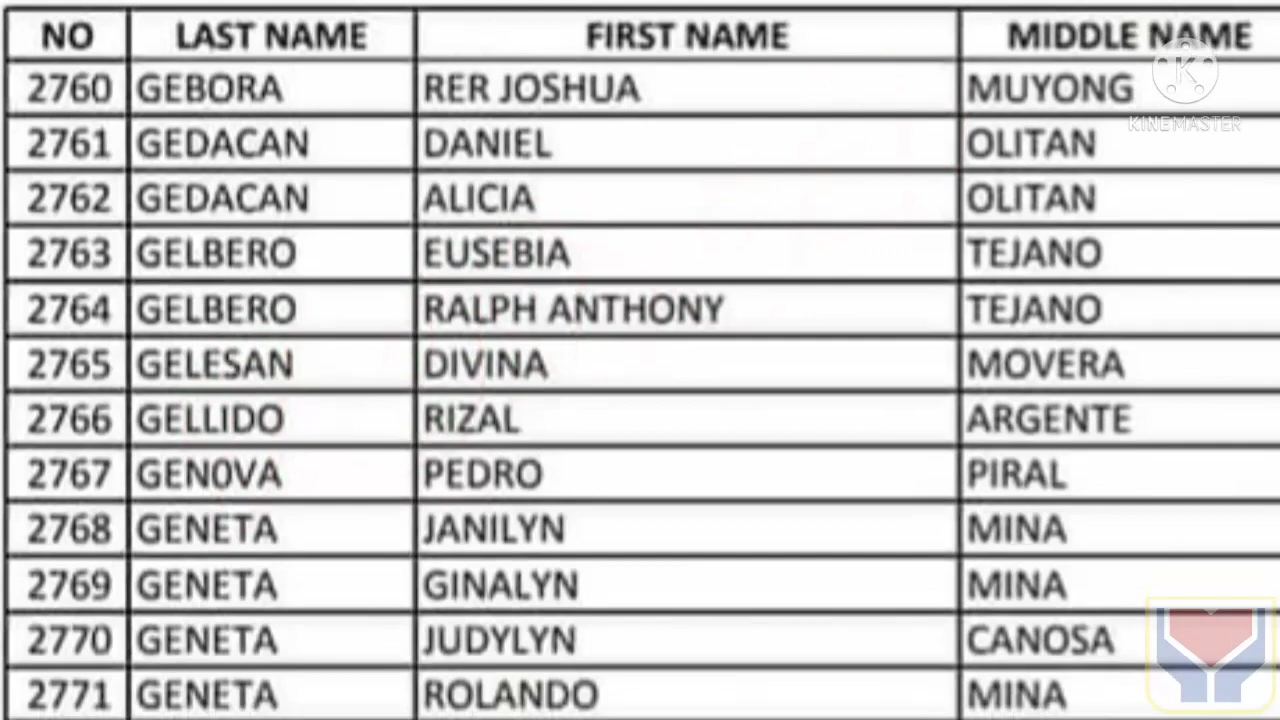 NO LAST NAME FIRST NAME MIDDLE NAME
2760 GEBORA RER JOSHUA MUYONG
KINEMASTER
2761 GEDACAN DANIEL OLITAN
2762 GEDACAN ALICIA OLITAN
2763 GELBERO EUSEBIA TEJANO
2764 GELBERO RALPH ANTHONY TEJANO
2765 GELESAN DIVINA MOVERA
2766 GELLIDO RIZAL ARGENTE
2767 GEN0VA PEDRO PIRAL
2768 GENETA JANILYN MINA
2769 GENETA GINALYN MINA
2770 GENETA JUDYLYN CANOSA
2771 GENETA ROLANDO MINA